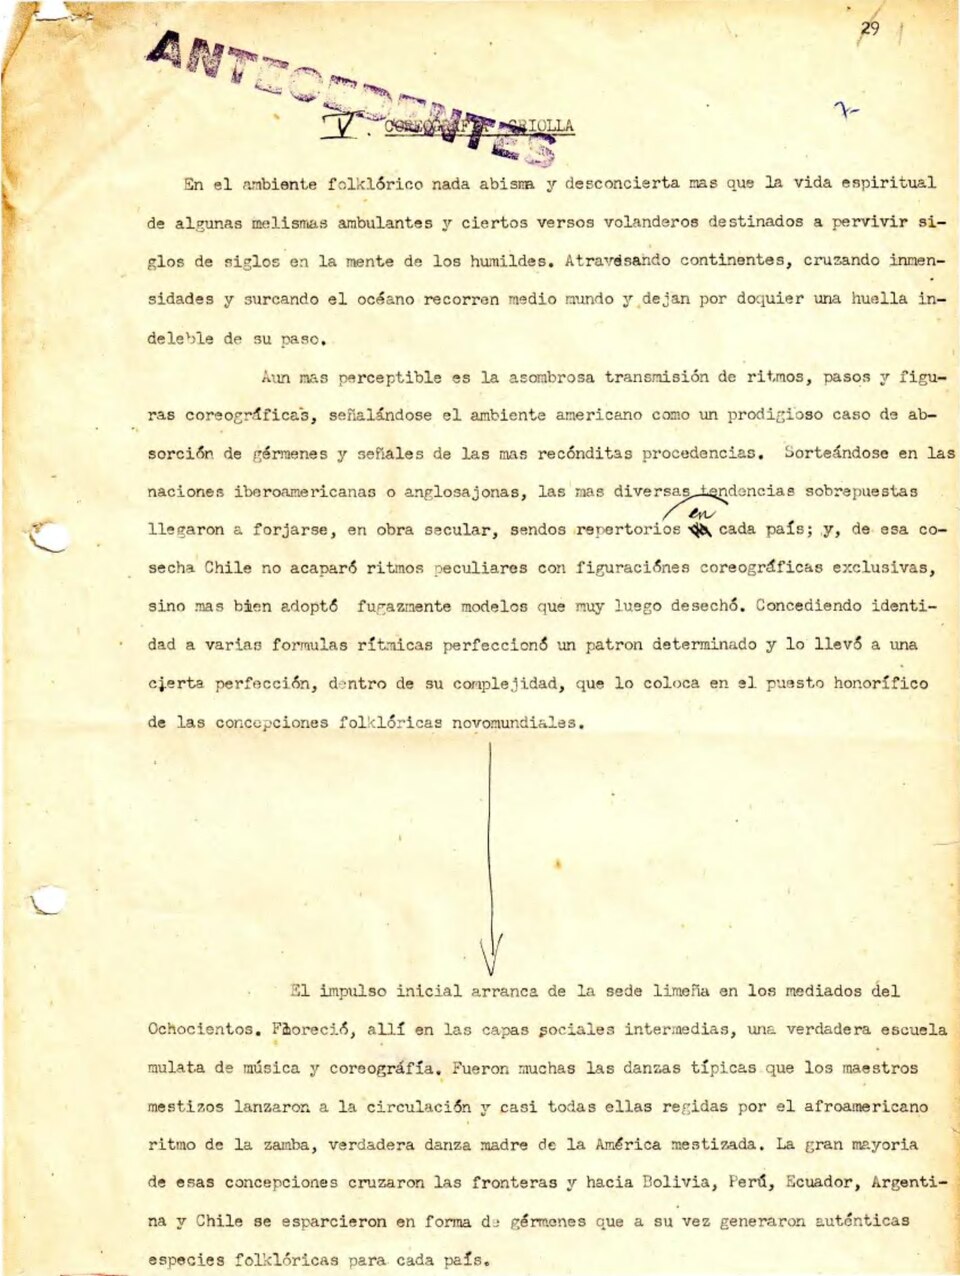 29
ANTECEDENTES
7-
V. COREOGRAFIA CRIOLLA
En el ambiente folklórico nada abisma y desconcierta mas que la vida espiritual
de algunas melismas ambulantes y ciertos versos volanderos destinados a pervivir si-
glos de siglos en la mente de los humildes. Atravesando continentes, cruzando inmen-
sidades y surcando el océano recorren medio mundo y dejan por doquier una huella in-
deleble de su paso.
Aun mas perceptible es la asombrosa transmisión de ritmos, pasos y figu-
ras coreográficas, señalándose el ambiente americano como un prodigioso caso de ab-
sorción de gérmenes y señales de las mas recónditas procedencias. Sorteándose en las
naciones iberoamericanas o anglosajonas, las mas diversas tendencias sobrepuestas
llegaron a forjarse, en obra secular, sendos repertorios en cada país; y, de esa co-
secha Chile no acaparó ritmos peculiares con figuraciónes coreográficas exclusivas,
sino mas bien adoptó fugazmente modelos que muy luego desechó. Concediendo identi-
dad a varias formulas rítmicas perfeccionó un patron determinado y lo llevó a una
cierta perfección, dentro de su complejidad, que lo coloca en el puesto honorífico
de las concepciones folklóricas novomundiales.
El impulso inicial arranca de la sede limeña en los mediados del
Ochocientos. Floreció, allí en las capas sociales intermedias, una verdadera escuela
mulata de música y coreográfía. Fueron muchas las danzas típicas que los maestros
mestizos lanzaron a la circulación y casi todas ellas regidas por el afroamericano
ritmo de la zamba, verdadera danza madre de la América mestizada. La gran mayoria
de esas concepciones cruzaron las fronteras y hacia Bolivia, Perú, Ecuador, Argenti-
na y Chile se esparcieron en forma de gérmenes que a su vez generaron auténticas
especies folklóricas para cada país.